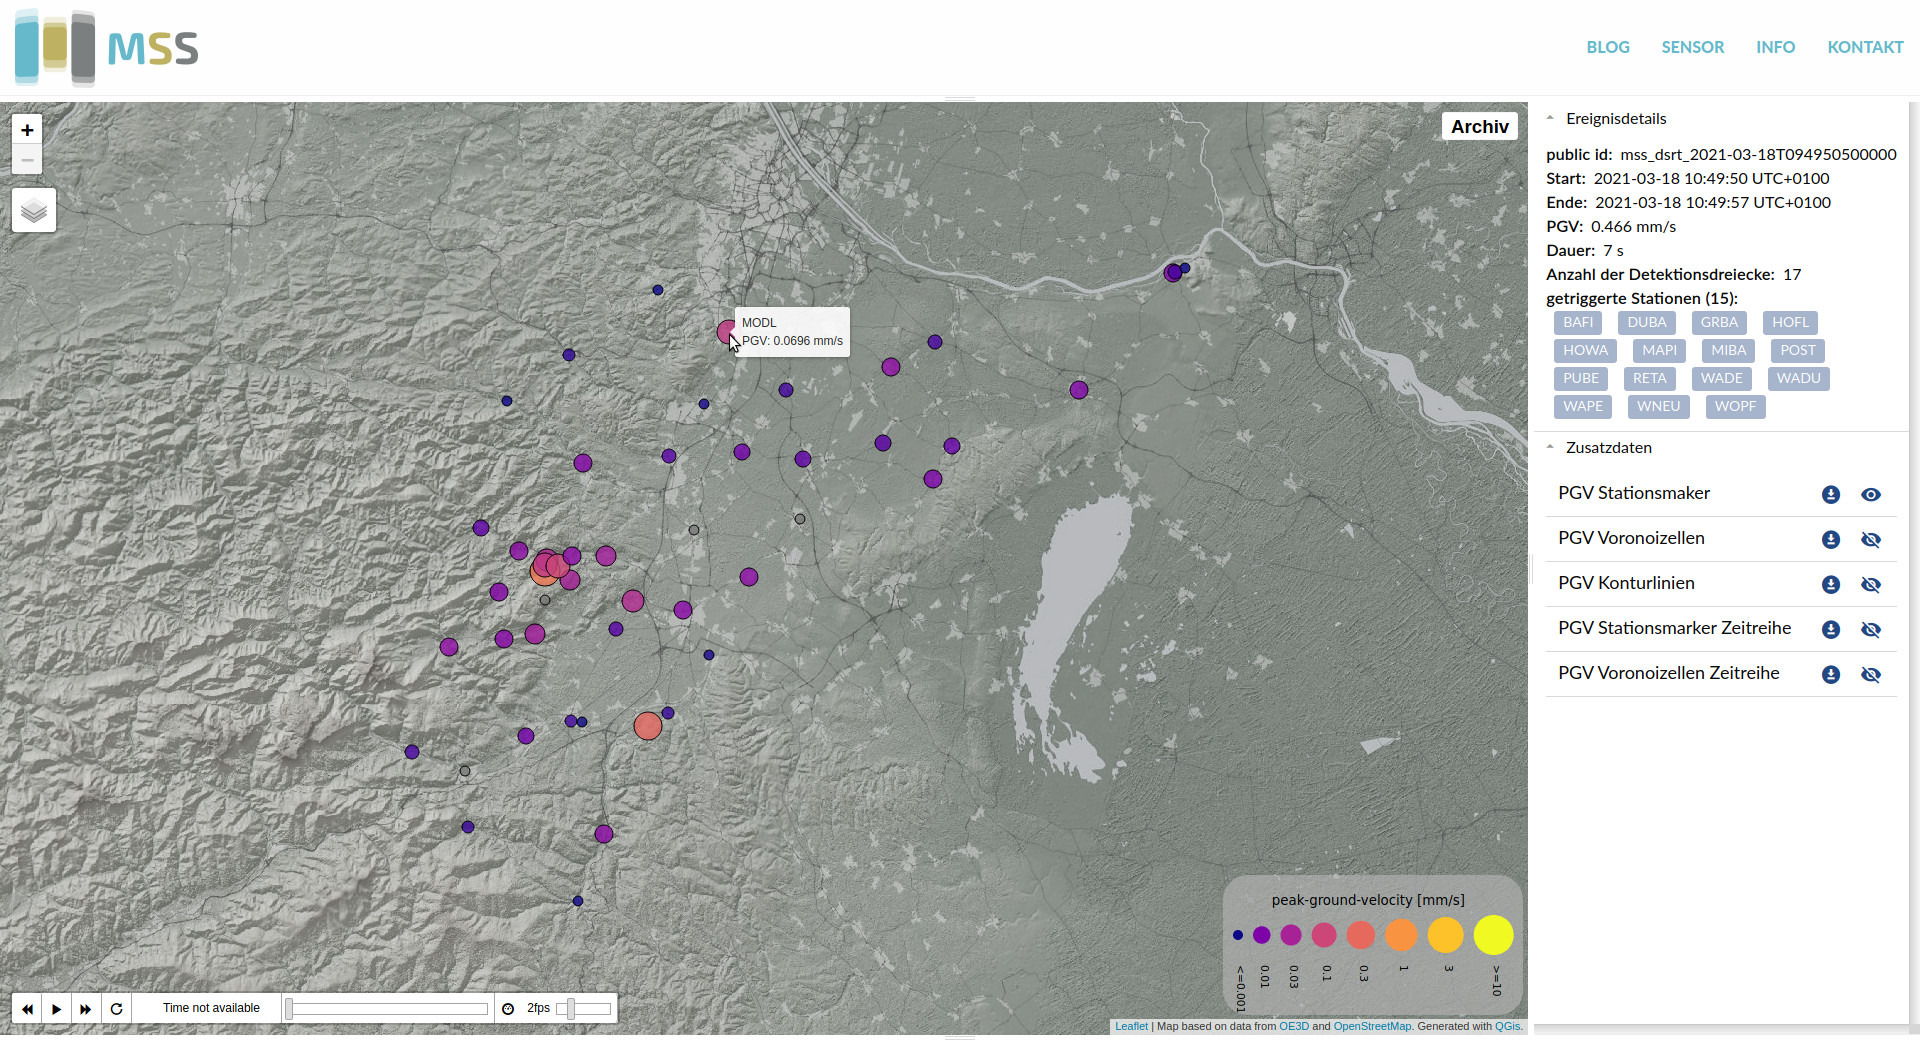 MSS
BLOG SENSOR INFO KONTAKT
+
−
Archiv
MODL
PGV: 0.0696 mm/s
peak-ground-velocity [mm/s]
<=0.001 0.01 0.03 0.1 0.3 1 3 >=10
Time not available
2fps
Leaflet | Map based on data from OE3D and OpenStreetMap. Generated with QGis.
Ereignisdetails
public id: mss_dsrt_2021-03-18T094950500000
Start: 2021-03-18 10:49:50 UTC+0100
Ende: 2021-03-18 10:49:57 UTC+0100
PGV: 0.466 mm/s
Dauer: 7 s
Anzahl der Detektionsdreiecke: 17
getriggerte Stationen (15):
BAFI DUBA GRBA HOFL
HOWA MAPI MIBA POST
PUBE RETA WADE WADU
WAPE WNEU WOPF
Zusatzdaten
PGV Stationsmaker
PGV Voronoizellen
PGV Konturlinien
PGV Stationsmarker Zeitreihe
PGV Voronoizellen Zeitreihe